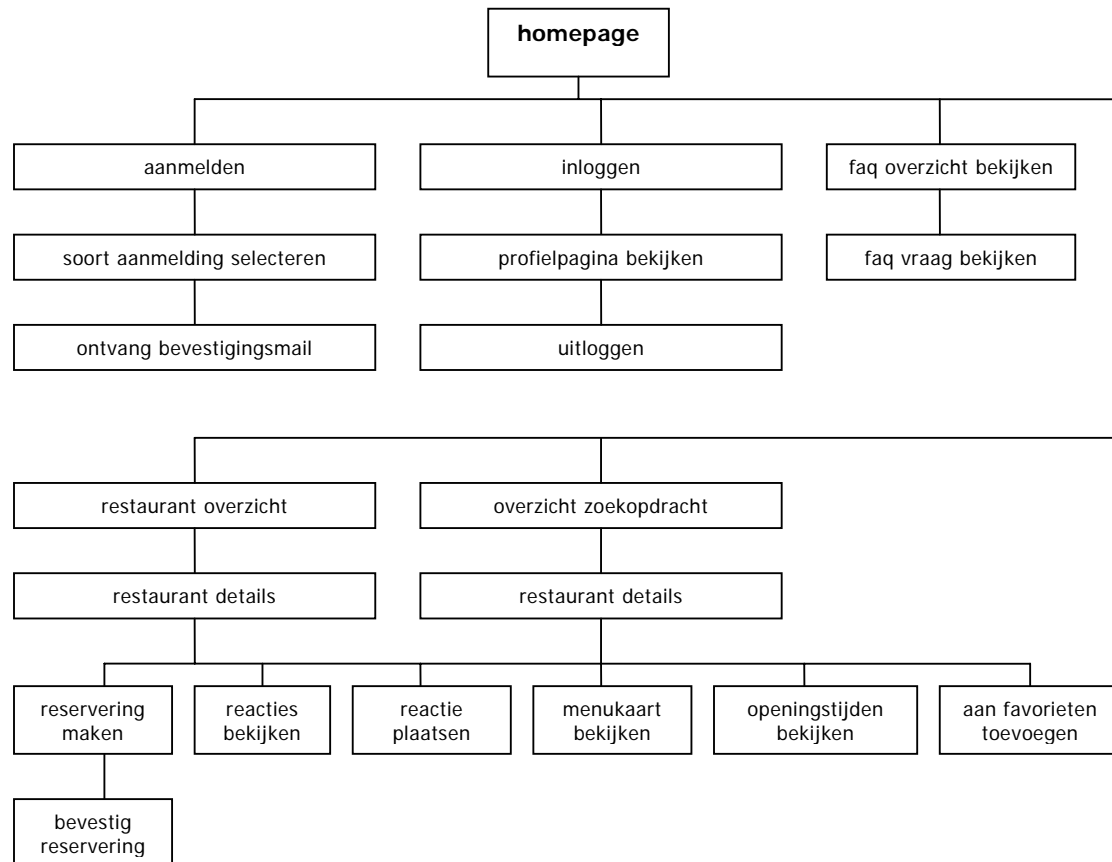 homepage
aanmelden
inloggen
faq overzicht bekijken
soort aanmelding selecteren
profielpagina bekijken
faq vraag bekijken
ontvang bevestigingsmail
uitloggen
restaurant overzicht
overzicht zoekopdracht
restaurant details
restaurant details
reservering
maken
reacties
bekijken
reactie
plaatsen
menukaart
bekijken
openingstijden
bekijken
aan favorieten
toevoegen
bevestig
reservering